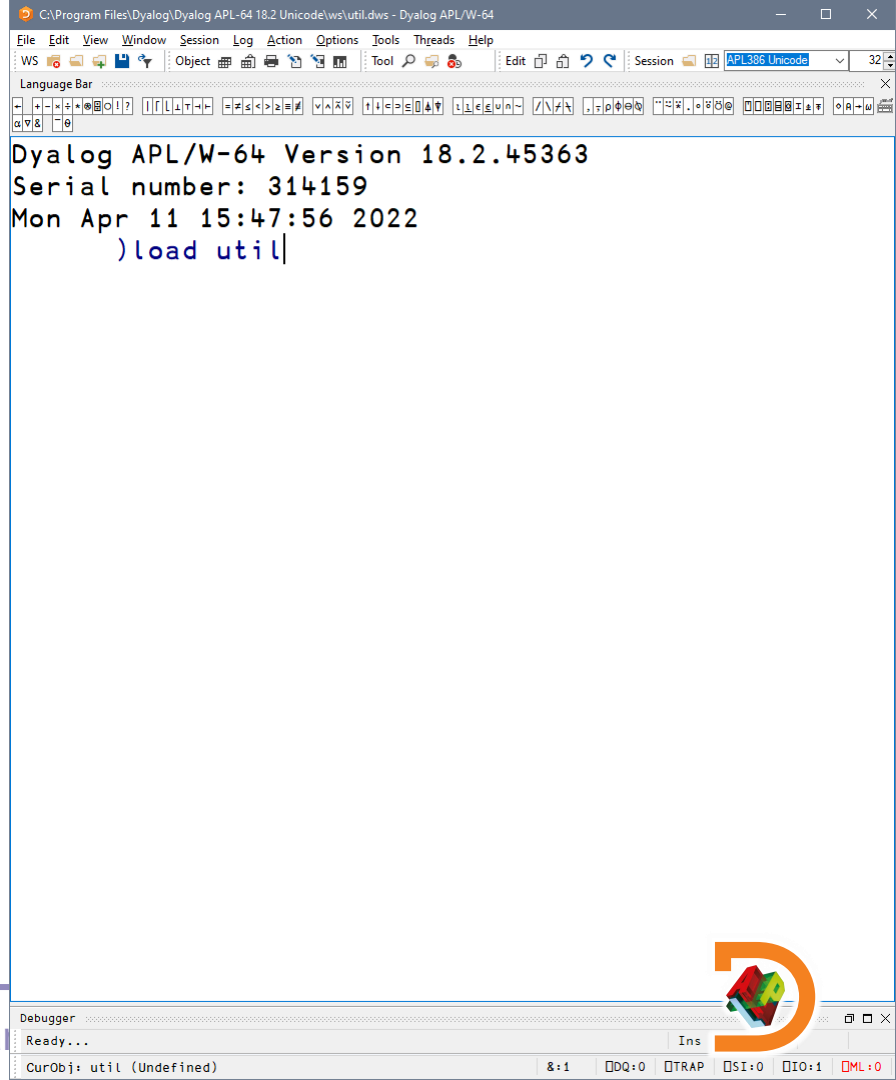 C:\Program Files\Dyalog\Dyalog APL-64 18.2 Unicode\ws\util.dws - Dyalog APL/W-64
File Edit View Window Session Log Action Options Tools Threads Help
WS Object Tool Edit Session APL386 Unicode 32
Language Bar
← + - × ÷ * ⍟ ⌹ ○ ! ? | ⌈ ⌊ ⊥ ⊤ ⊣ ⊢ = ≠ ≤ < > ≥ ≡ ≢ ∨ ∧ ⍲ ⍱ ↑ ↓ ⊂ ⊃ ⊆ ⌷ ⍋ ⍒ ⍳ ⍸ ∊ ⍷ ∪ ∩ ~ / \ ⌿ ⍀ , ⍪ ⍴ ⌽ ⊖ ⍉ ¨ ⍨ ⍣ . ∘ ⍤ ⍥ @ ⍞ ⎕ ⍠ ⌸ ⌺ ⌶ ⍎ ⍕ ⋄ ⍝ → ⍵
⍺ ∇ & ¯ ⍬
Dyalog APL/W-64 Version 18.2.45363
Serial number: 314159
Mon Apr 11 15:47:56 2022
)load util
Debugger
Ready... Ins
CurObj: util (Undefined) &:1 ⎕DQ:0 ⎕TRAP ⎕SI:0 ⎕IO:1 ⎕ML:0